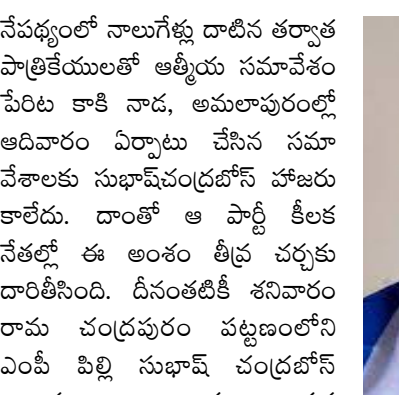 నేపథ్యంలో నాలుగేళ్లు దాటిన తర్వాత
పాత్రికేయులతో ఆత్మీయ సమావేశం
పేరిట కాకి నాడ, అమలాపురంల్లో
ఆదివారం ఏర్పాటు చేసిన సమా
వేశాలకు సుభాష్‌చంద్రబోస్ హాజరు
కాలేదు. దాంతో ఆ పార్టీ కీలక
నేతల్లో ఈ అంశం తీవ్ర చర్చకు
దారితీసింది. దీనంతటికీ శనివారం
రామ చంద్రపురం పట్టణంలోని
ఎంపీ పిల్లి సుభాష్ చంద్రబోస్